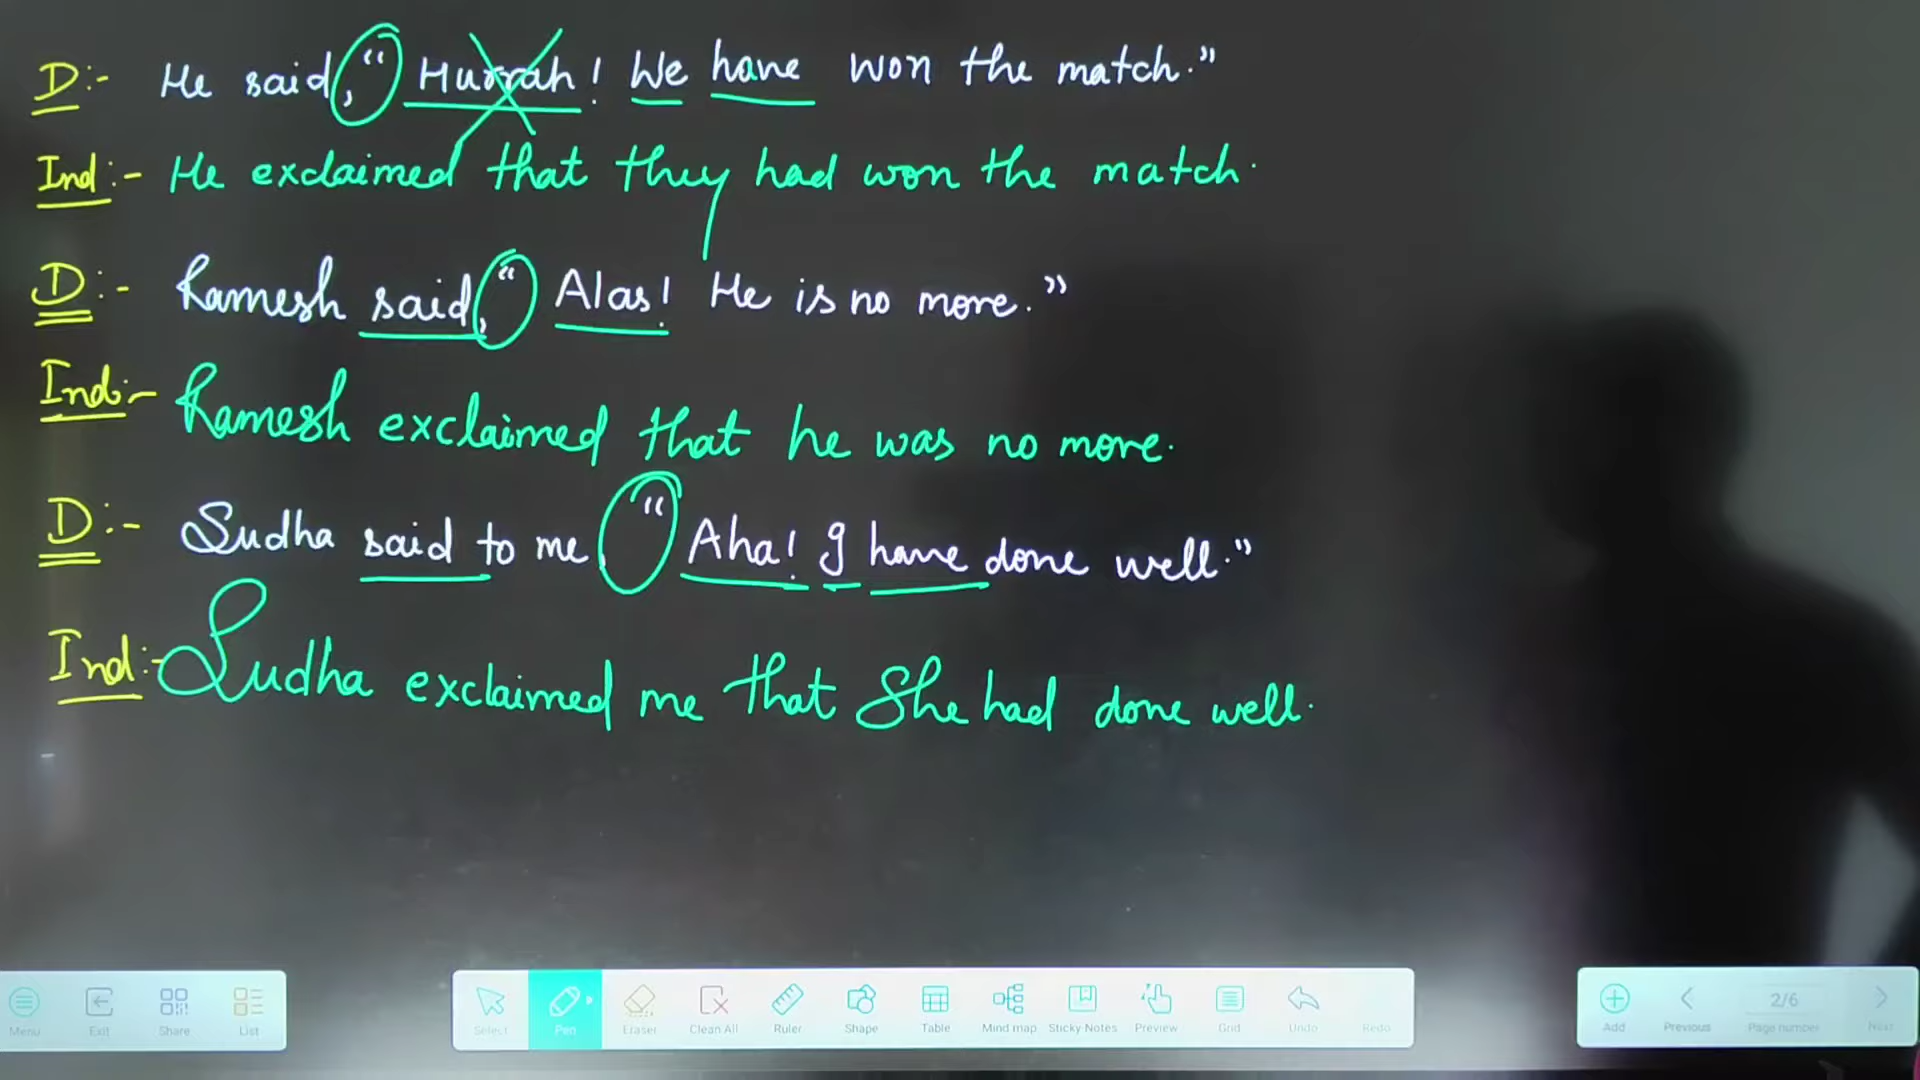 D:- He said, "Hurrah! We have won the match."
Ind:- He exclaimed that they had won the match.
D:- Ramesh said, "Alas! He is no more."
Ind:- Ramesh exclaimed that he was no more.
D:- Sudha said to me, "Aha! I have done well."
Ind:- Sudha exclaimed me that She had done well.
Menu Exit Share List Select Pen Eraser Clean All Ruler Shape Table Mind map Sticky Notes Preview Grid Undo Redo Add Previous 2/6 Page number Next